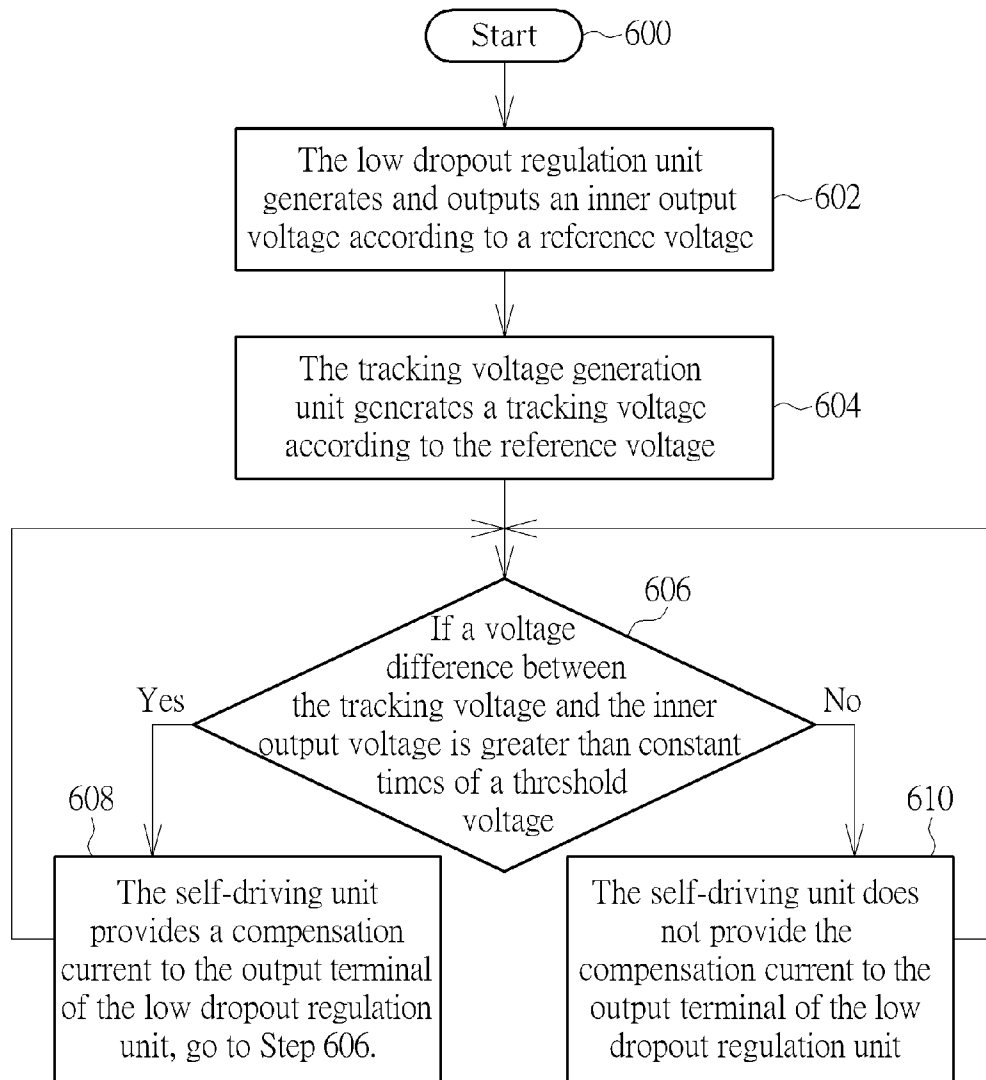 Start
600
The low dropout regulation unit
generates and outputs an inner output
voltage according to a reference voltage
602
The tracking voltage generation
unit generates a tracking voltage
according to the reference voltage
604
606
If a voltage
difference between
the tracking voltage and the inner
output voltage is greater than constant
times of a threshold
voltage
Yes
No
608
The self-driving unit
provides a compensation
current to the output terminal
of the low dropout regulation
unit, go to Step 606.
610
The self-driving unit does
not provide the
compensation current to the
output terminal of the low
dropout regulation unit